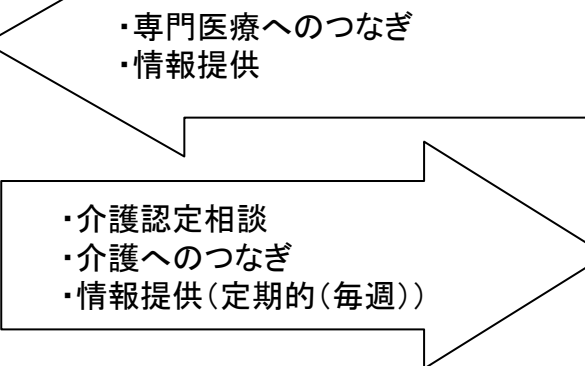 ・専門医療へのつなぎ
・情報提供
・介護認定相談
・介護へのつなぎ
・情報提供（定期的（毎週））